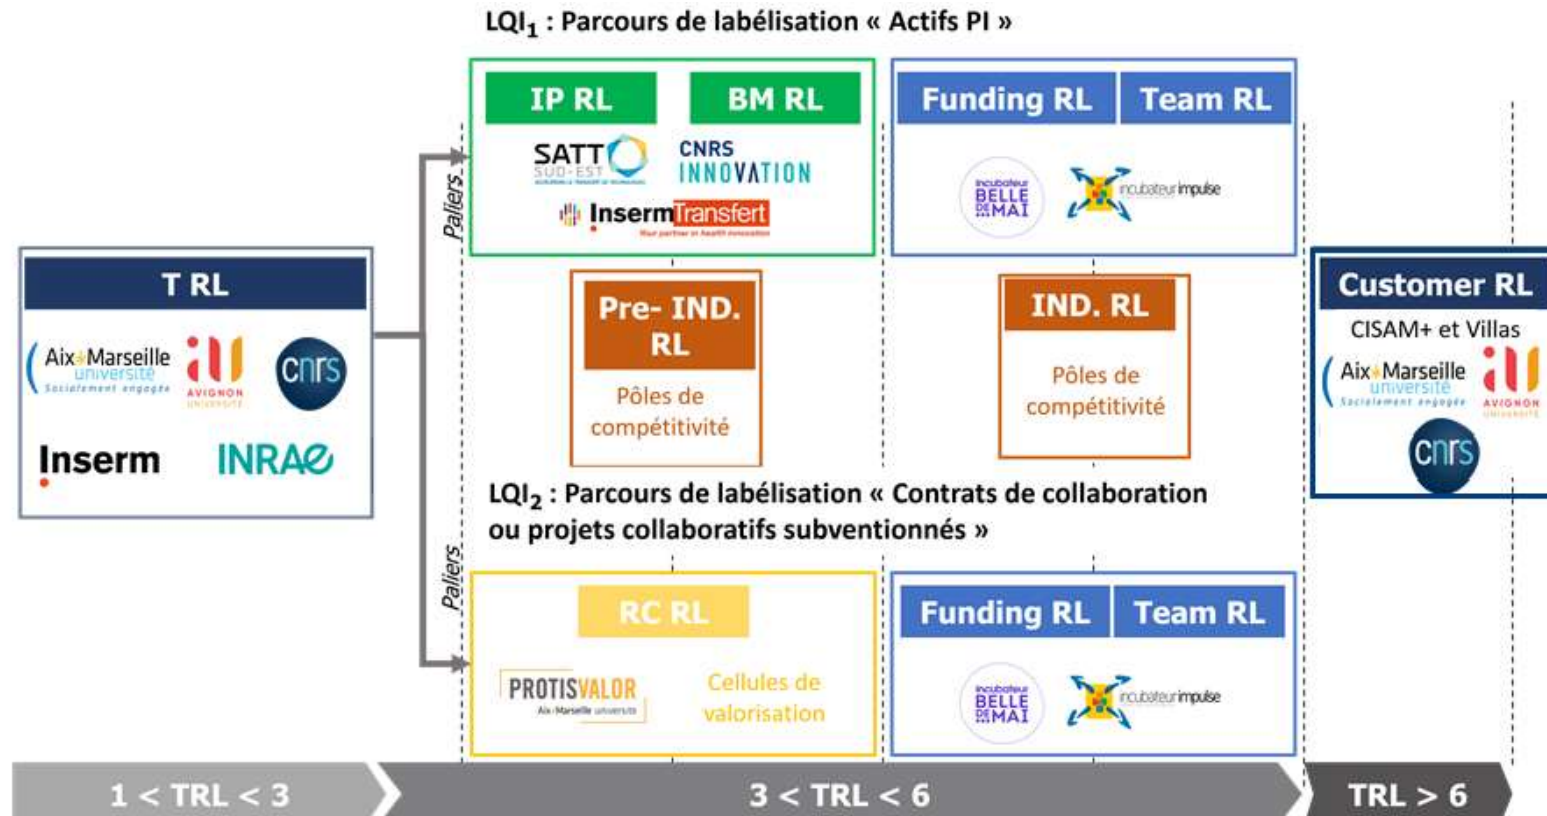 LQI₁ : Parcours de labélisation « Actifs PI »
IP RL
BM RL
Funding RL
Team RL
SATT
SUD-EST
CNRS
INNOVATION
Inserm Transfert
Your partner in health innovation
incubateur
BELLE
DE MAI
incubateur impulse
Paliers
T RL
Aix*Marseille
université
Socialement engagée
AVIGNON
UNIVERSITÉ
cnrs
Inserm
INRAE
Pre- IND.
RL
Pôles de
compétitivité
IND. RL
Pôles de
compétitivité
Customer RL
CISAM+ et Villas
Aix*Marseille
université
Socialement engagée
AVIGNON
UNIVERSITÉ
cnrs
LQI₂ : Parcours de labélisation « Contrats de collaboration
ou projets collaboratifs subventionnés »
Paliers
RC RL
PROTISVALOR
Aix-Marseille université
Cellules de
valorisation
Funding RL
Team RL
incubateur
BELLE
DE MAI
incubateur impulse
1 < TRL < 3
3 < TRL < 6
TRL > 6